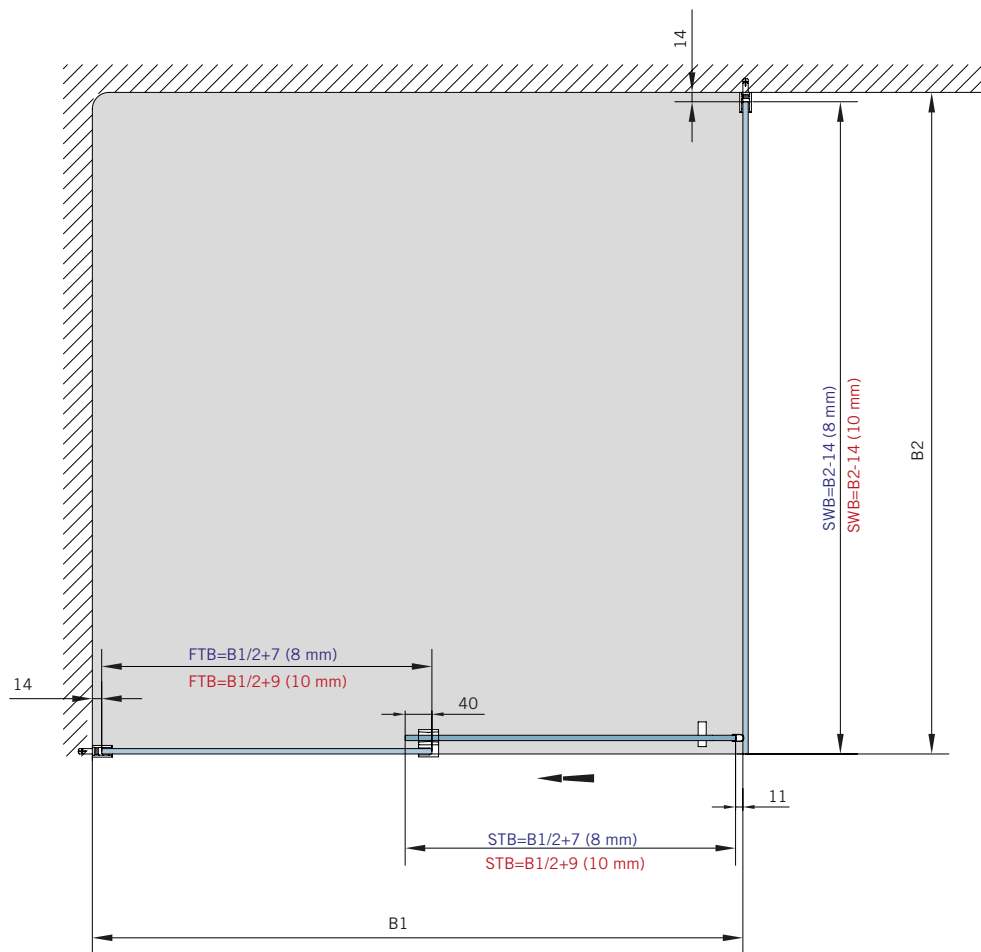 14
SWB=B2-14 (8 mm)
SWB=B2-14 (10 mm)
B2
FTB=B1/2+7 (8 mm)
FTB=B1/2+9 (10 mm)
14
40
11
STB=B1/2+7 (8 mm)
STB=B1/2+9 (10 mm)
B1